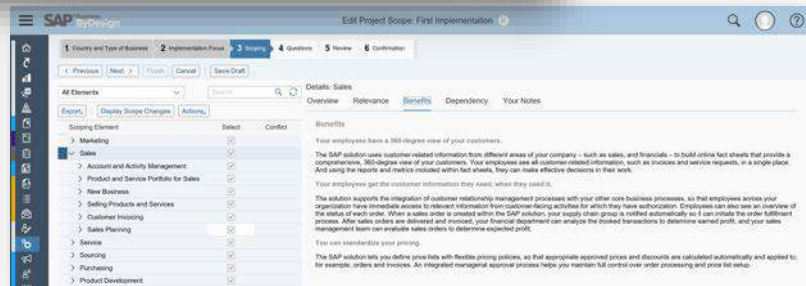 SAP Business ByDesign
Edit Project Scope: First Implementation
1 Country and Type of Business
2 Implementation Focus
3 Scoping
4 Questions
5 Review
6 Confirmation
< Previous
Next >
Finish
Cancel
Save Draft
All Elements
Search
Export
Display Scope Changes
Actions
Scoping Element
Select
Conflict
Marketing
Sales
Account and Activity Management
Product and Service Portfolio for Sales
New Business
Selling Products and Services
Customer Invoicing
Sales Planning
Service
Sourcing
Purchasing
Product Development
Details: Sales
Overview
Relevance
Benefits
Dependency
Your Notes
Benefits
Your employees have a 360-degree view of your customers.
The SAP solution uses customer-related information from different areas of your company – such as sales, and financials – to build online fact sheets that provide a
comprehensive, 360-degree view of your customers. Your employees see all customer-related information, such as invoices and service requests, in a single place.
And using the reports and metrics included within fact sheets, they can make effective decisions in their work.
Your employees get the customer information they need, when they need it.
The solution supports the integration of customer relationship management processes with your other core business processes, so that employees across your
organization have immediate access to relevant information from customer-facing activities for which they have authorization. Employees can also see an overview of
the status of each order. When a sales order is created within the SAP solution, your supply chain group is notified automatically so it can initiate the order fulfillment
process. After sales orders are delivered and invoiced, your financial department can analyze the booked transactions to determine earned profit, and your sales
management team can evaluate sales orders to determine expected profit.
You can standardize your pricing.
The SAP solution lets you define price lists with flexible pricing policies, so that appropriate approved prices and discounts are calculated automatically and applied to,
for example, orders and invoices. An integrated managerial approval process helps you maintain full control over order processing and price list setup.